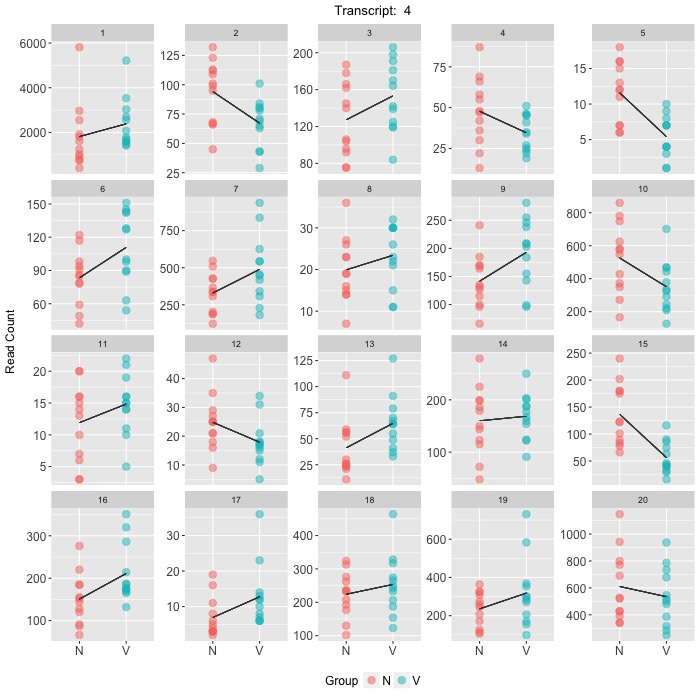 Transcript: 4
1 2 3 4 5
6000 4000 2000
125 100 75 50 25
200 160 120 80
75 50 25
15 10 5
6 7 8 9 10
150 120 90 60
750 500 250
30 20 10
250 200 150 100
800 600 400 200
Read Count
11 12 13 14 15
20 15 10 5
40 30 20 10
125 100 75 50 25
200 100
250 200 150 100 50
16 17 18 19 20
300 200 100
30 20 10
400 300 200 100
600 400 200
1000 800 600 400
N V N V N V N V N V
Group N V